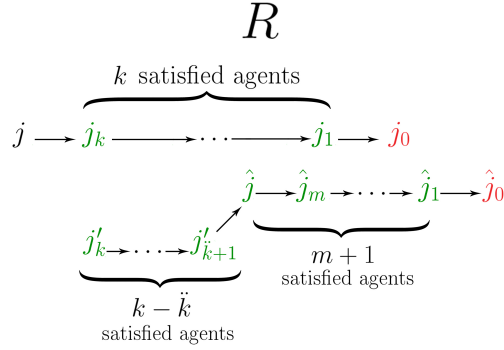 R
k satisfied agents
j → j_k → ⋯ → j_1 → j_0
ĵ → ĵ_m → ⋯ → ĵ_1 → ĵ_0
j′_k → ⋯ → j′_{k̈+1}
m + 1
satisfied agents
k − k̈
satisfied agents